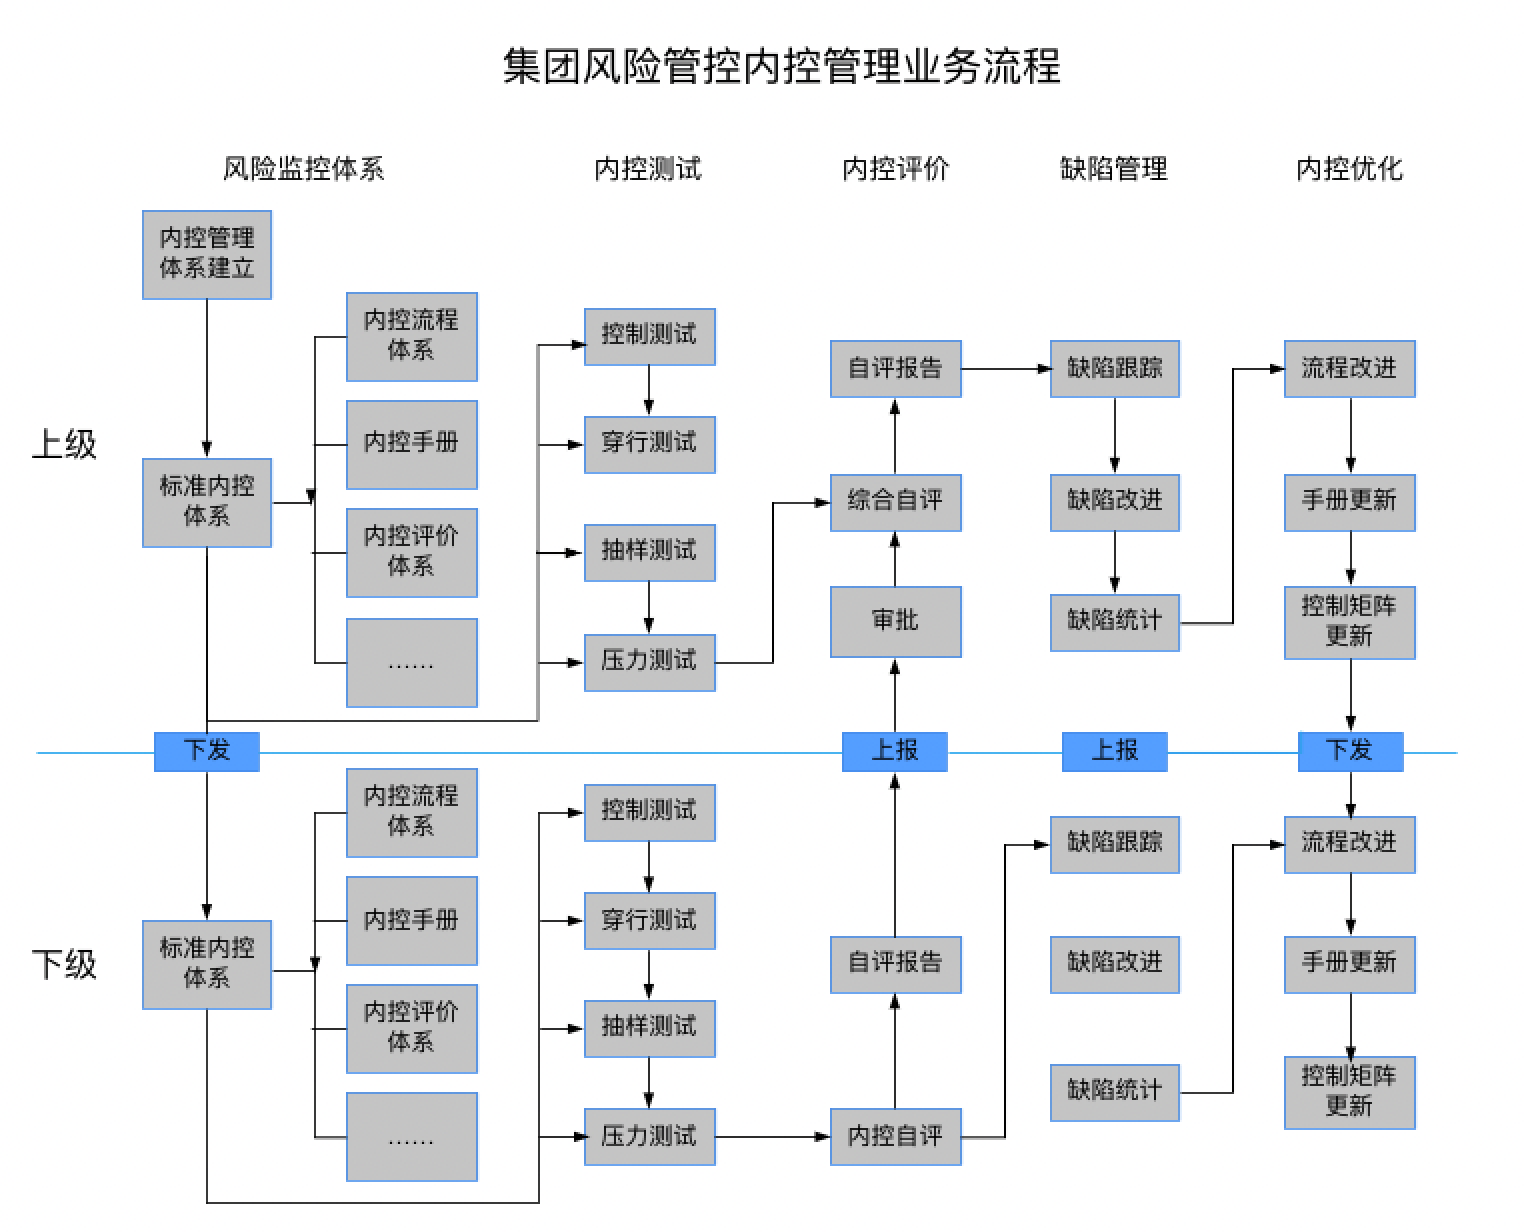 集团风险管控内控管理业务流程
风险监控体系
内控测试
内控评价
缺陷管理
内控优化
上级
内控管理
体系建立
标准内控
体系
内控流程
体系
内控手册
内控评价
体系
……
控制测试
穿行测试
抽样测试
压力测试
自评报告
综合自评
审批
缺陷跟踪
缺陷改进
缺陷统计
流程改进
手册更新
控制矩阵
更新
下发
上报
上报
下发
下级
标准内控
体系
内控流程
体系
内控手册
内控评价
体系
……
控制测试
穿行测试
抽样测试
压力测试
自评报告
内控自评
缺陷跟踪
缺陷改进
缺陷统计
流程改进
手册更新
控制矩阵
更新